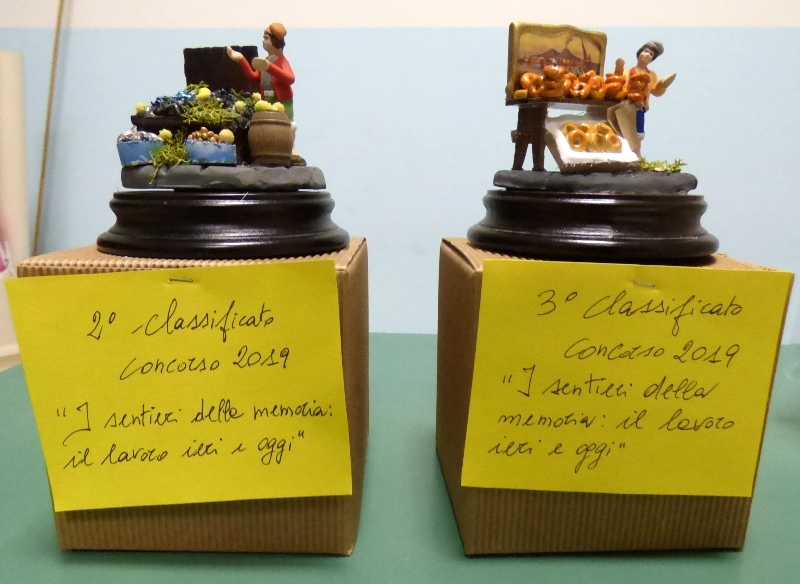 2° classificato
concorso 2019
"I sentieri della memoria:
il lavoro ieri e oggi"
3° classificato
concorso 2019
"I sentieri della
memoria: il lavoro
ieri e oggi"